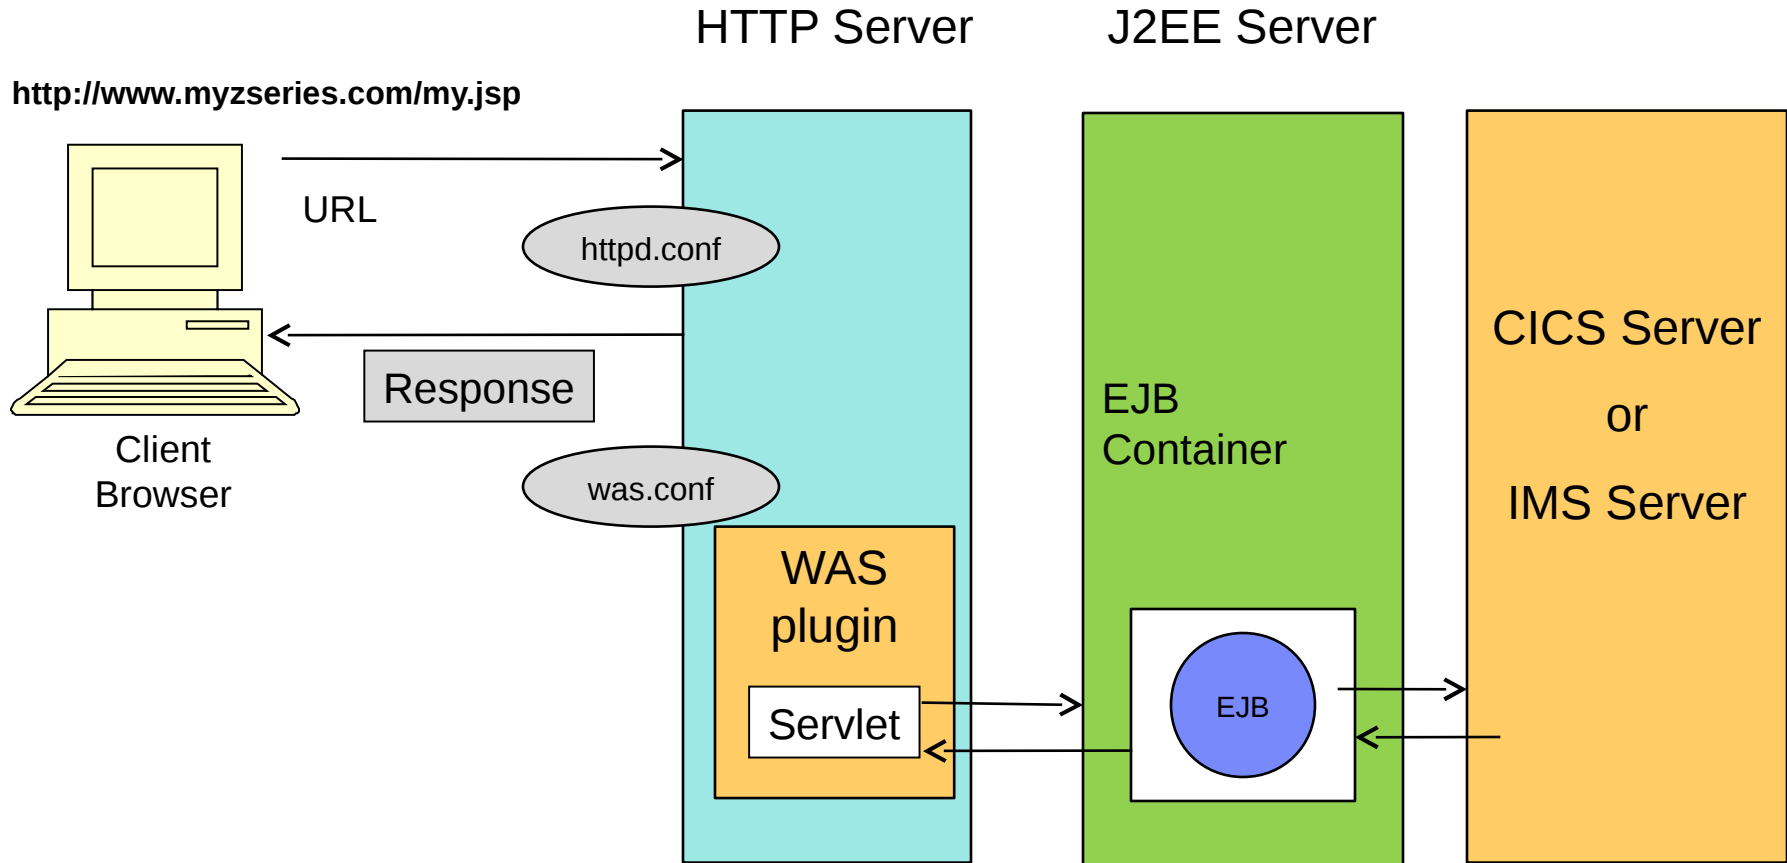 HTTP Server
J2EE Server
http://www.myzseries.com/my.jsp
URL
httpd.conf
Response
Client
Browser
was.conf
WAS
plugin
Servlet
EJB
Container
EJB
CICS Server
or
IMS Server